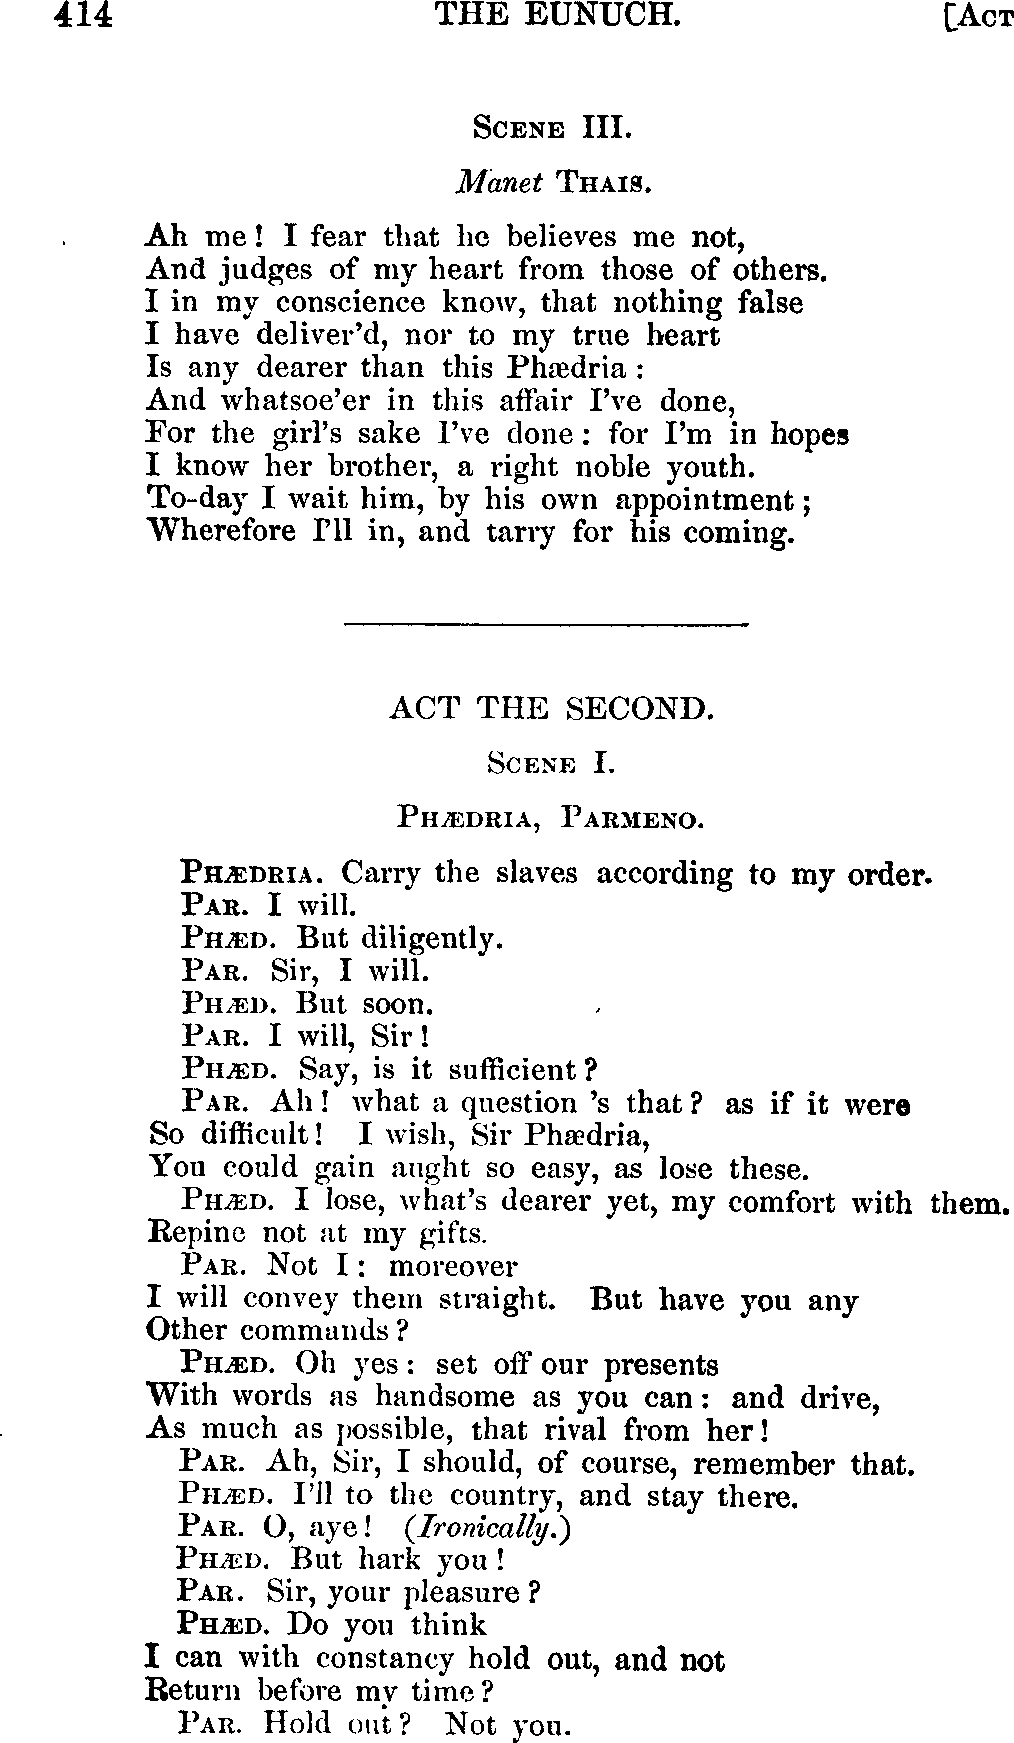 414 THE EUNUCH. [ACT
SCENE III.
Manet THAIS.
Ah me! I fear that he believes me not,
And judges of my heart from those of others.
I in my conscience know, that nothing false
I have deliver'd, nor to my true heart
Is any dearer than this Phædria :
And whatsoe'er in this affair I've done,
For the girl's sake I've done : for I'm in hopes
I know her brother, a right noble youth.
To-day I wait him, by his own appointment ;
Wherefore I'll in, and tarry for his coming.
ACT THE SECOND.
SCENE I.
PHÆDRIA, PARMENO.
PHÆDRIA. Carry the slaves according to my order.
PAR. I will.
PHÆD. But diligently.
PAR. Sir, I will.
PHÆD. But soon.
PAR. I will, Sir!
PHÆD. Say, is it sufficient?
PAR. Ah! what a question 's that? as if it were
So difficult! I wish, Sir Phædria,
You could gain aught so easy, as lose these.
PHÆD. I lose, what's dearer yet, my comfort with them.
Repine not at my gifts.
PAR. Not I : moreover
I will convey them straight. But have you any
Other commands?
PHÆD. Oh yes : set off our presents
With words as handsome as you can : and drive,
As much as possible, that rival from her!
PAR. Ah, Sir, I should, of course, remember that.
PHÆD. I'll to the country, and stay there.
PAR. O, aye! (Ironically.)
PHÆD. But hark you!
PAR. Sir, your pleasure?
PHÆD. Do you think
I can with constancy hold out, and not
Return before my time?
PAR. Hold out? Not you.